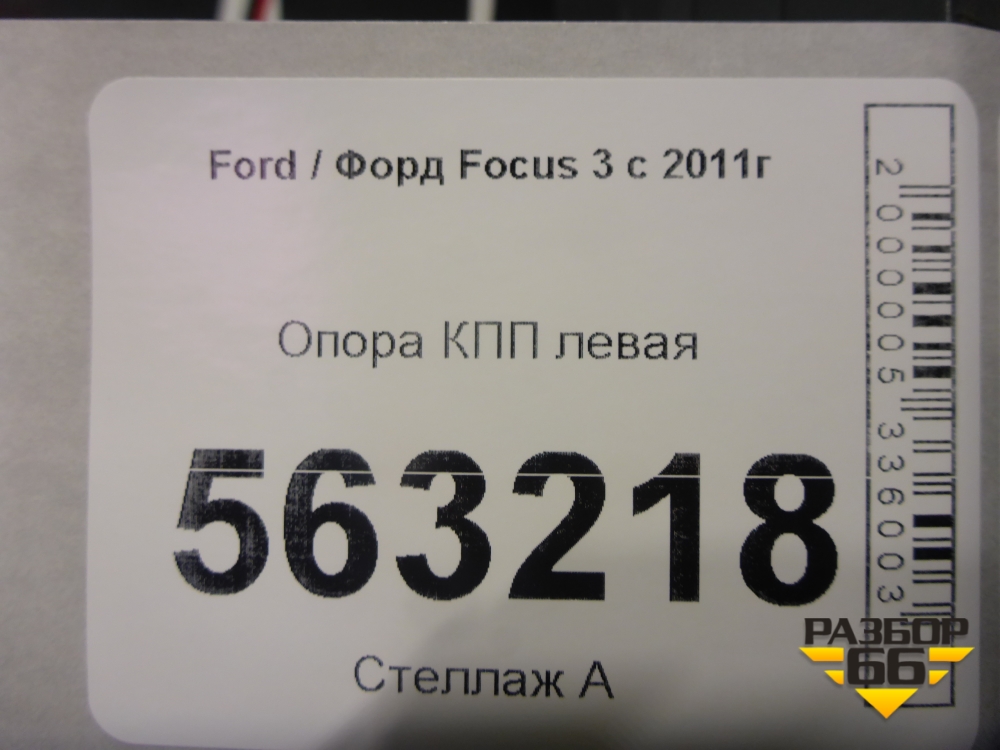 Ford / Форд Focus 3 с 2011г
Опора КПП левая
563218
Стеллаж А
2000005336003
РАЗБОР
66